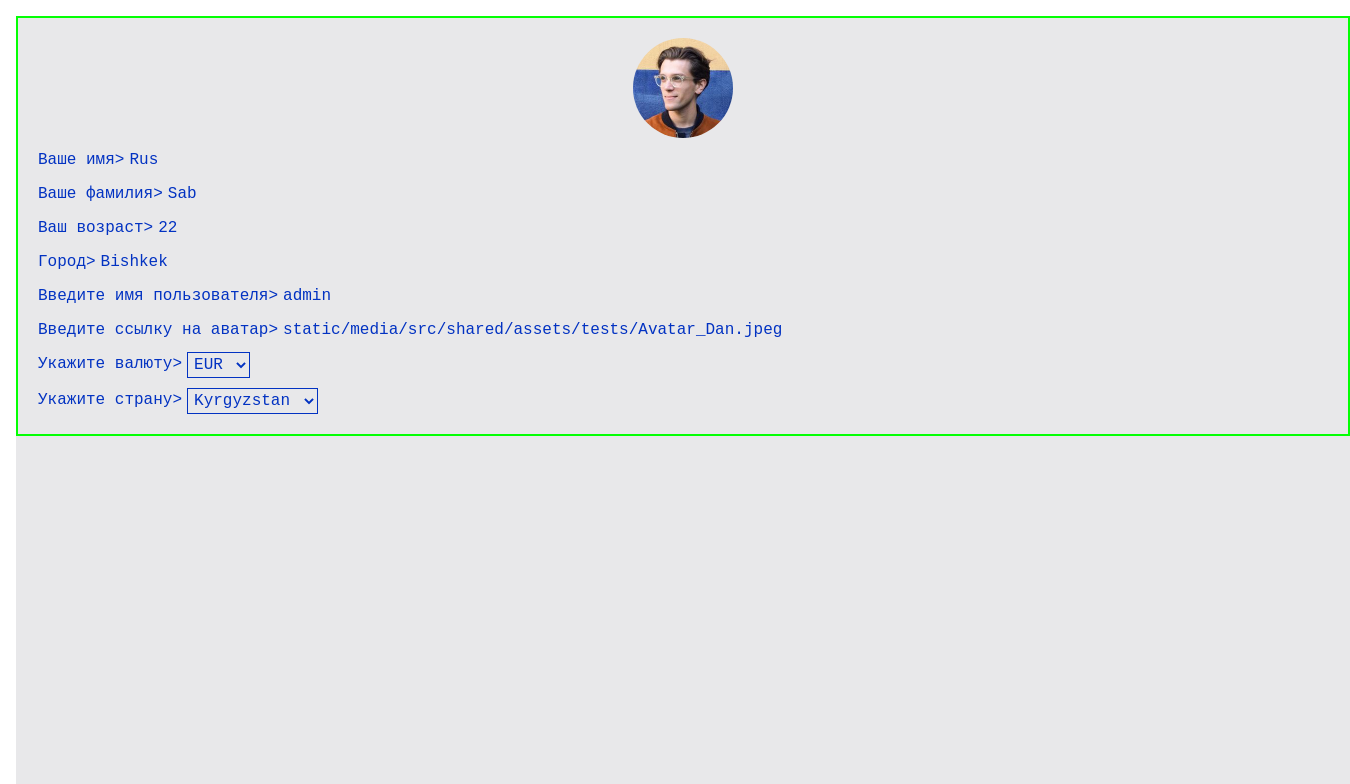 Ваше имя> Rus
Ваше фамилия> Sab
Ваш возраст> 22
Город> Bishkek
Введите имя пользователя> admin
Введите ссылку на аватар> static/media/src/shared/assets/tests/Avatar_Dan.jpeg
Укажите валюту> EUR
Укажите страну> Kyrgyzstan